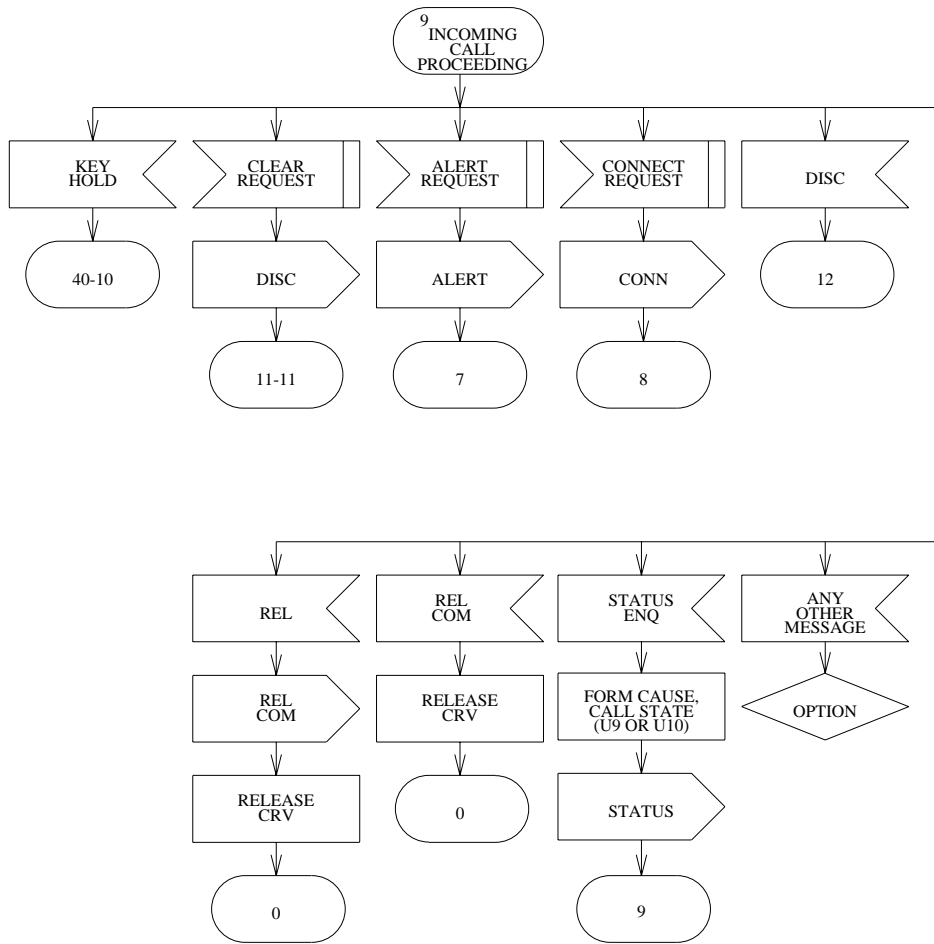 9
INCOMING
CALL
PROCEEDING
KEY
HOLD
CLEAR
REQUEST
ALERT
REQUEST
CONNECT
REQUEST
DISC
40-10
DISC
ALERT
CONN
12
11-11
7
8
REL
REL
COM
STATUS
ENQ
ANY
OTHER
MESSAGE
REL
COM
RELEASE
CRV
FORM CAUSE,
CALL STATE
(U9 OR U10)
OPTION
RELEASE
CRV
0
STATUS
0
9